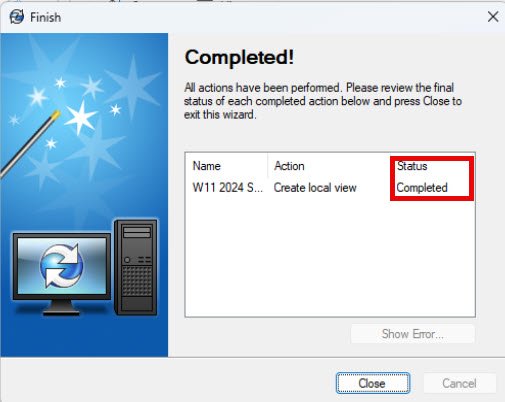 Finish
Completed!
All actions have been performed. Please review the final
status of each completed action below and press Close to
exit this wizard.
Name Action Status
W11 2024 S... Create local view Completed
Show Error...
Close Cancel